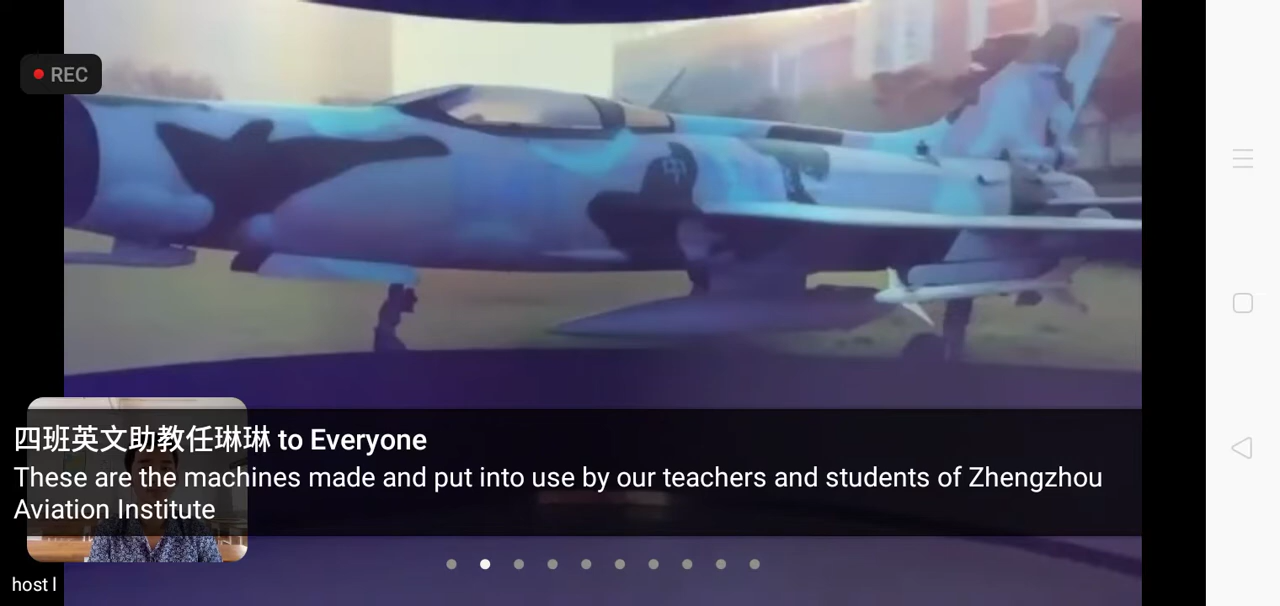 REC
四班英文助教任琳琳 to Everyone
These are the machines made and put into use by our teachers and students of Zhengzhou
Aviation Institute
host l